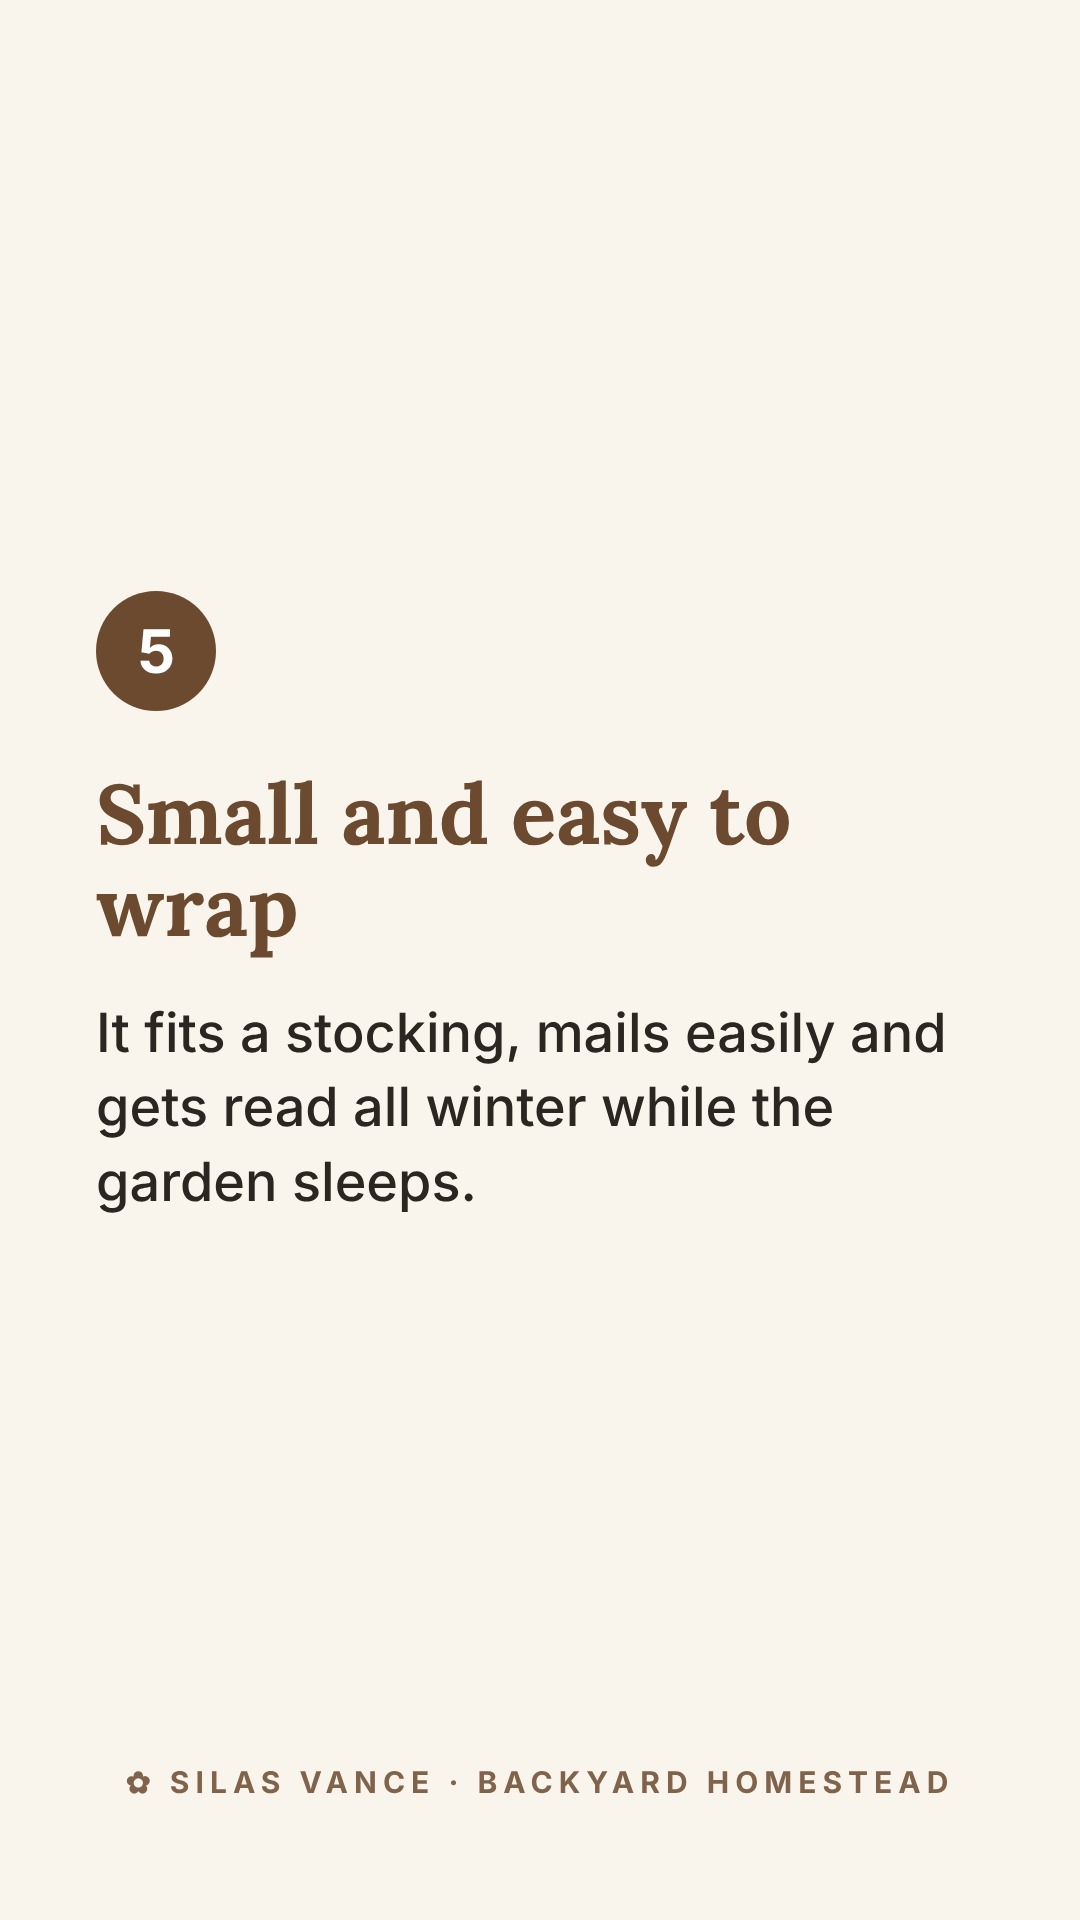 5
Small and easy to
wrap
It fits a stocking, mails easily and
gets read all winter while the
garden sleeps.
✿ SILAS VANCE · BACKYARD HOMESTEAD